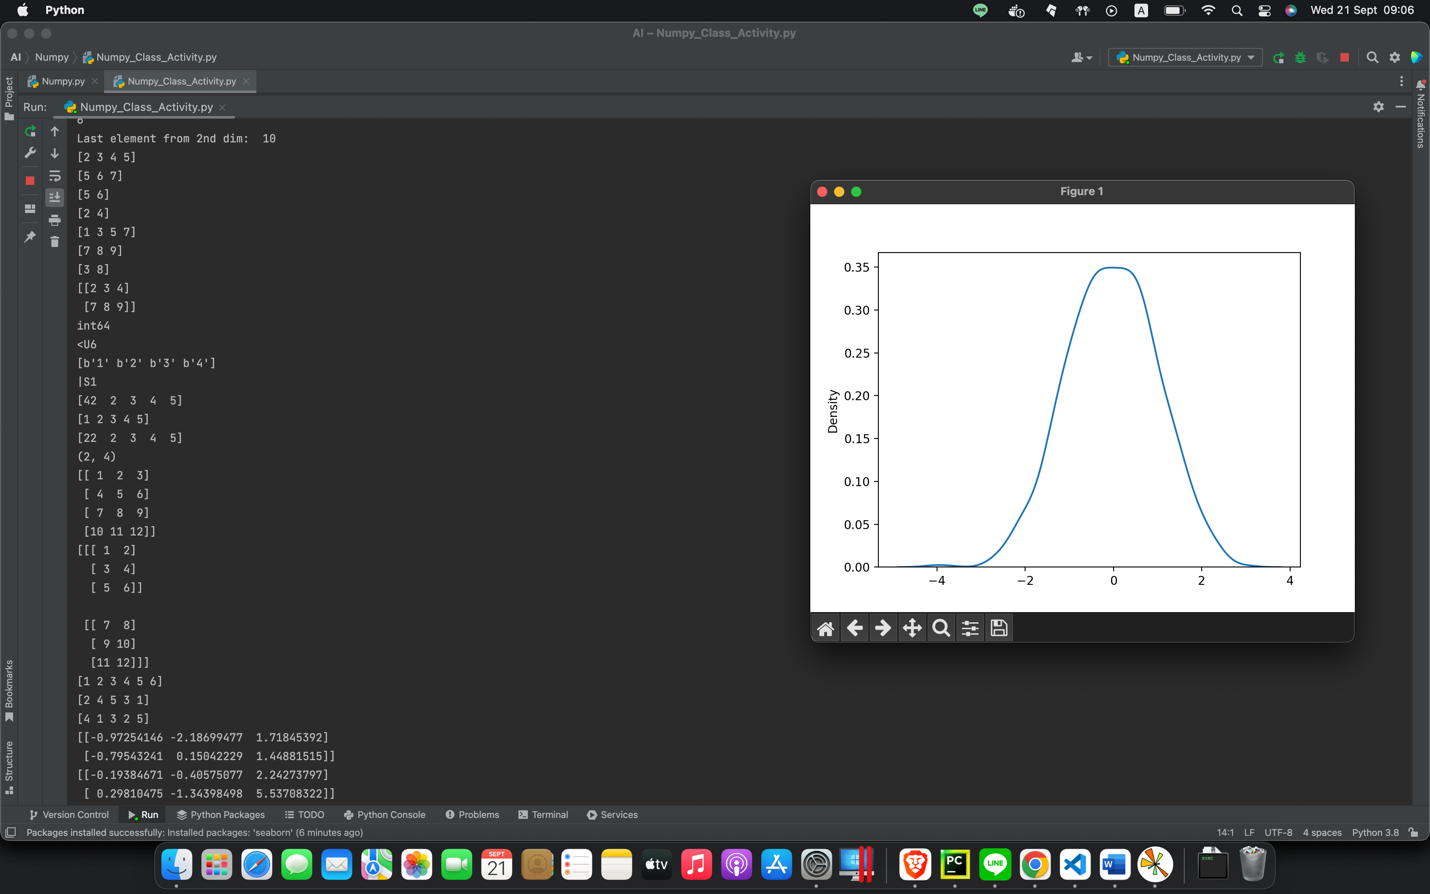 Python
A
Wed 21 Sept 09:06
AI – Numpy_Class_Activity.py
AI
Numpy
Numpy_Class_Activity.py
Numpy_Class_Activity.py
Numpy.py
Numpy_Class_Activity.py
Project
Notifications
Run:
Numpy_Class_Activity.py
Last element from 2nd dim:  10
[2 3 4 5]
[5 6 7]
[5 6]
[2 4]
[1 3 5 7]
[7 8 9]
[3 8]
[[2 3 4]
[7 8 9]]
int64
<U6
[b'1' b'2' b'3' b'4']
|S1
[42  2  3  4  5]
[1 2 3 4 5]
[22  2  3  4  5]
(2, 4)
[[ 1  2  3]
[ 4  5  6]
[ 7  8  9]
[10 11 12]]
[[[ 1  2]
[ 3  4]
[ 5  6]]
[[ 7  8]
[ 9 10]
[11 12]]]
[1 2 3 4 5 6]
[2 4 5 3 1]
[4 1 3 2 5]
[[-0.97254146 -2.18699477  1.71845392]
[-0.79543241  0.15042229  1.44881515]]
[[-0.19384671 -0.40575077  2.24273797]
[ 0.29810475 -1.34398498  5.53708322]]
Figure 1
0.35
0.30
0.25
0.20
0.15
0.10
0.05
0.00
Density
−4
−2
0
2
4
Bookmarks
Structure
Version Control
Run
Python Packages
TODO
Python Console
Problems
Terminal
Services
Packages installed successfully: Installed packages: 'seaborn' (6 minutes ago)
14:1
LF
UTF-8
4 spaces
Python 3.8
SEPT
21
tv
PC
LINE
W